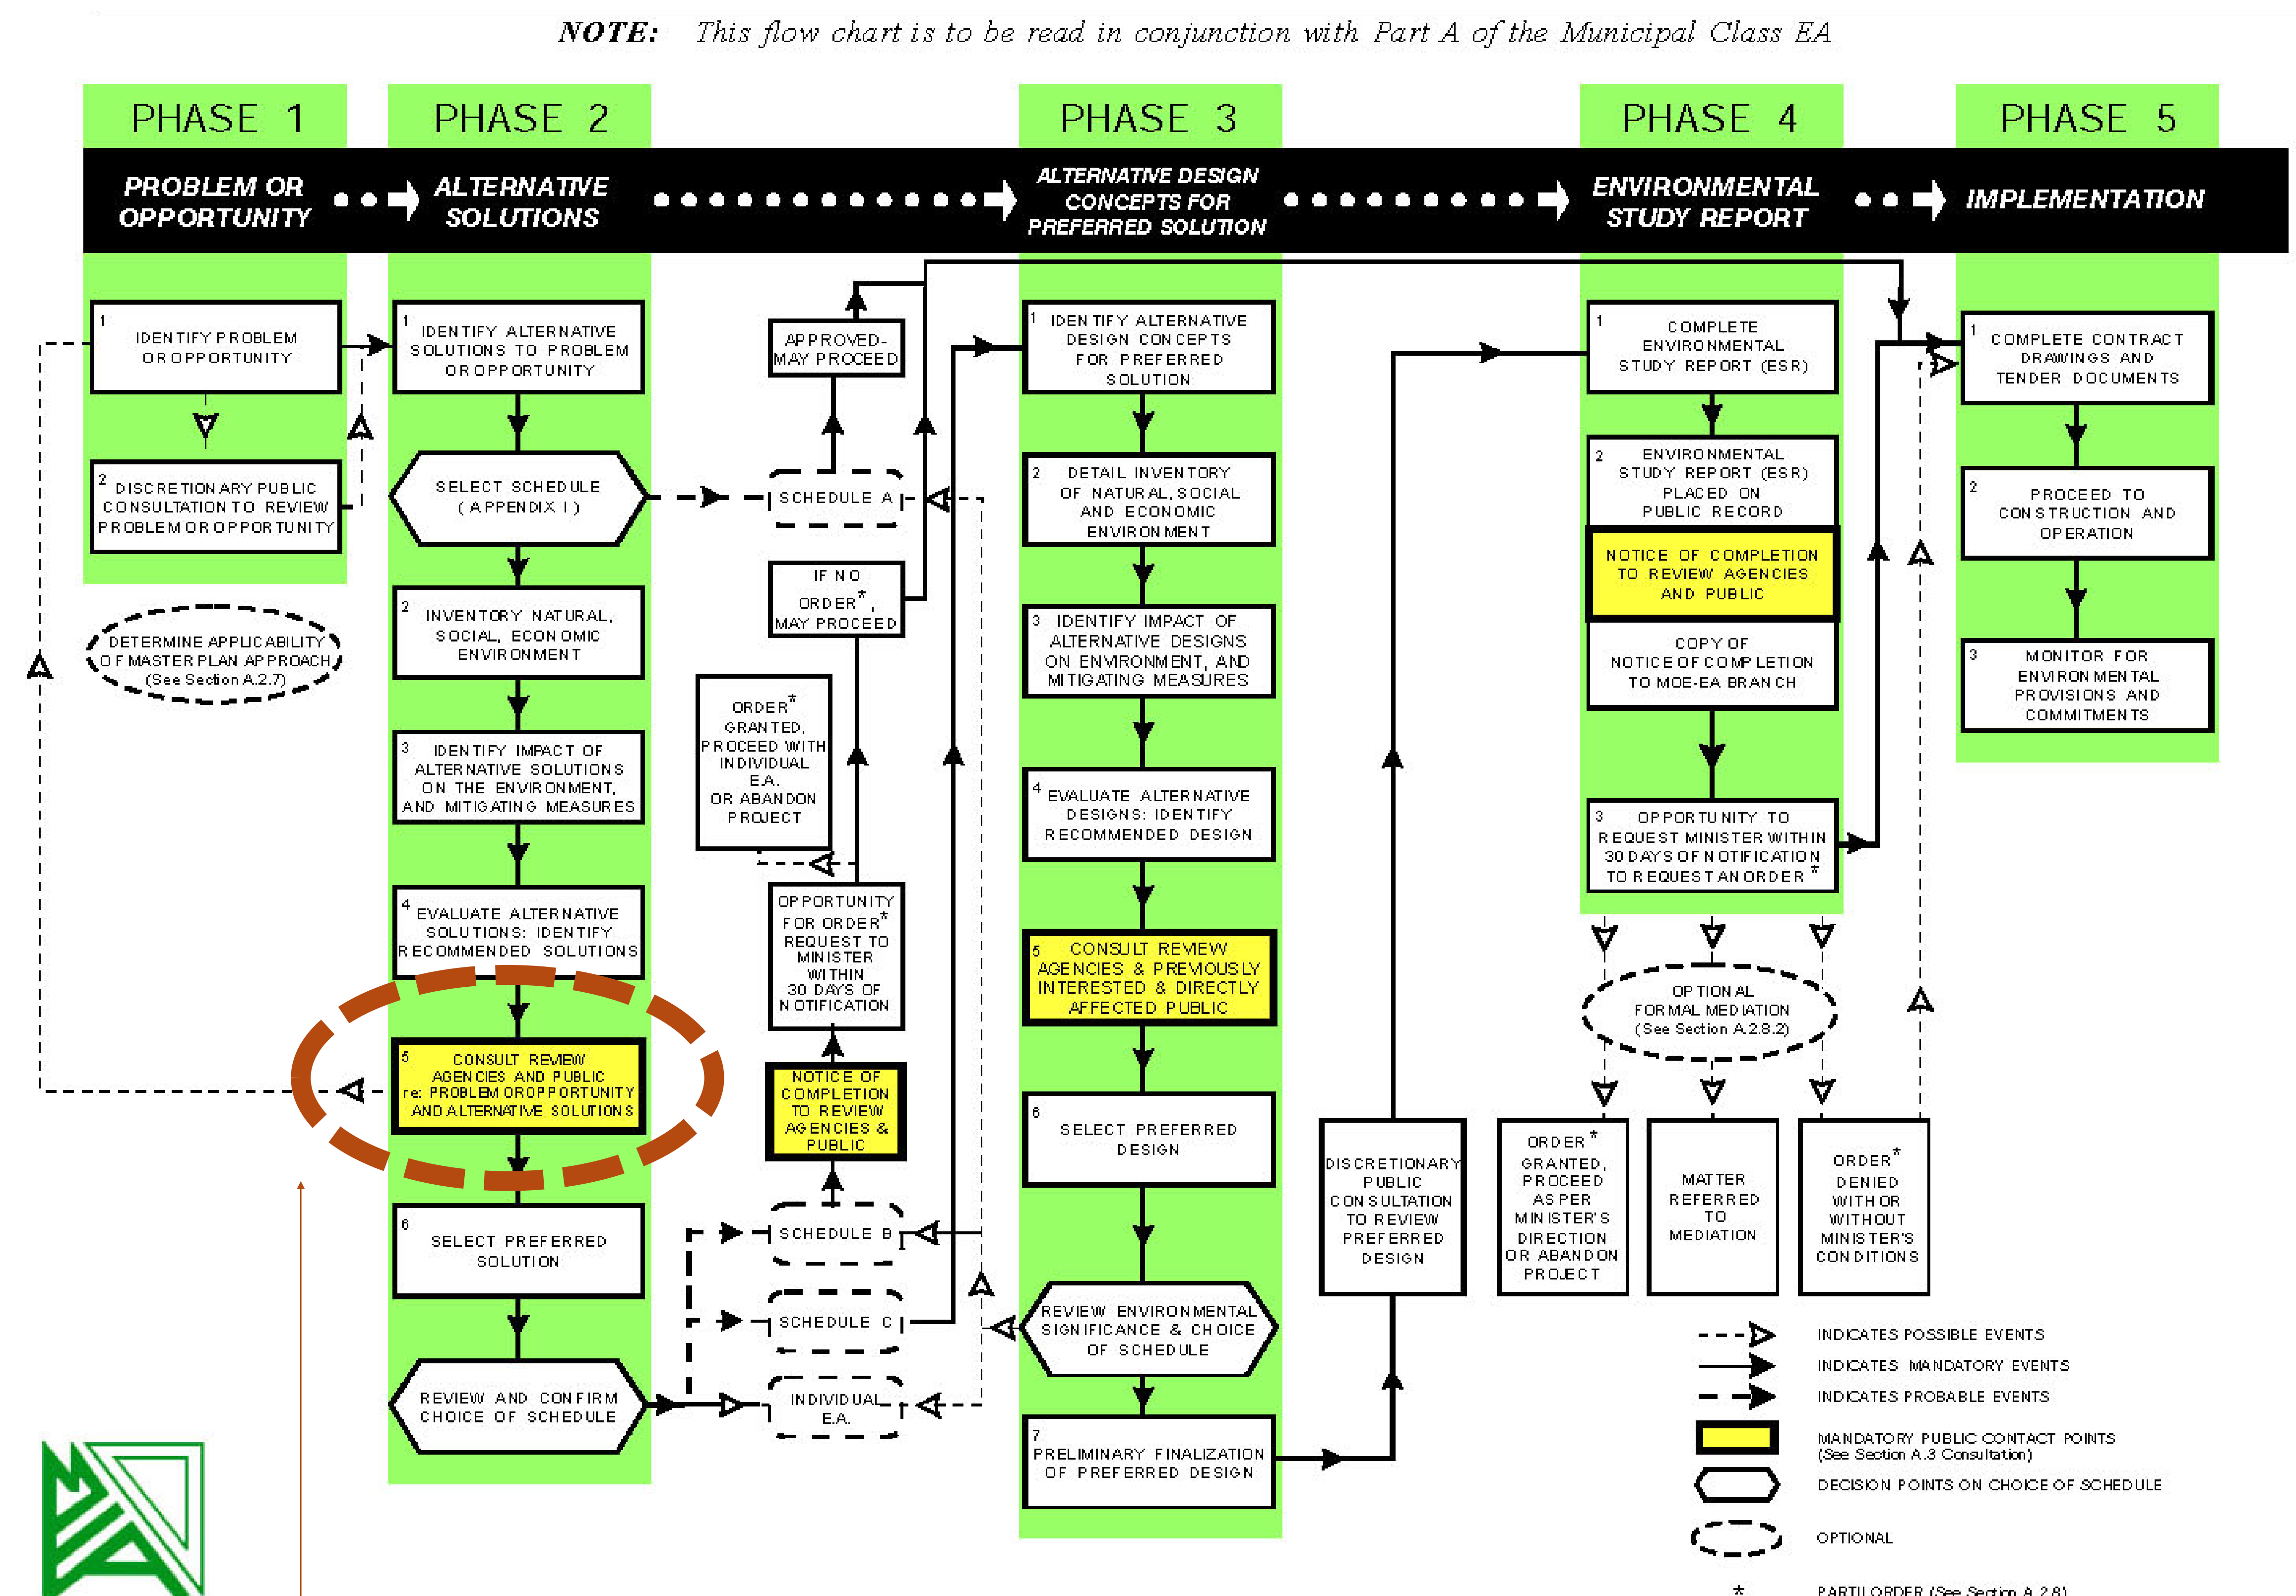 NOTE: This flow chart is to be read in conjunction with Part A of the Municipal Class EA
PHASE 1
PHASE 2
PHASE 3
PHASE 4
PHASE 5
PROBLEM OR
OPPORTUNITY
ALTERNATIVE
SOLUTIONS
ALTERNATIVE DESIGN
CONCEPTS FOR
PREFERRED SOLUTION
ENVIRONMENTAL
STUDY REPORT
IMPLEMENTATION
1
IDENTIFY PROBLEM
OR OPPORTUNITY
2
DISCRETIONARY PUBLIC
CONSULTATION TO REVIEW
PROBLEM OR OPPORTUNITY
DETERMINE APPLICABILITY
OF MASTER PLAN APPROACH
(See Section A.2.7)
1
IDENTIFY ALTERNATIVE
SOLUTIONS TO PROBLEM
OR OPPORTUNITY
SELECT SCHEDULE
(APPENDIX I)
2
INVENTORY NATURAL,
SOCIAL, ECONOMIC
ENVIRONMENT
3
IDENTIFY IMPACT OF
ALTERNATIVE SOLUTIONS
ON THE ENVIRONMENT,
AND MITIGATING MEASURES
4
EVALUATE ALTERNATIVE
SOLUTIONS: IDENTIFY
RECOMMENDED SOLUTIONS
5
CONSULT REVIEW
AGENCIES AND PUBLIC
re: PROBLEM OR OPPORTUNITY
AND ALTERNATIVE SOLUTIONS
6
SELECT PREFERRED
SOLUTION
REVIEW AND CONFIRM
CHOICE OF SCHEDULE
APPROVED-
MAY PROCEED
SCHEDULE A
IF NO
ORDER*,
MAY PROCEED
ORDER*
GRANTED,
PROCEED WITH
INDIVIDUAL
E.A.
OR ABANDON
PROJECT
OPPORTUNITY
FOR ORDER*
REQUEST TO
MINISTER
WITHIN
30 DAYS OF
NOTIFICATION
NOTICE OF
COMPLETION
TO REVIEW
AGENCIES &
PUBLIC
SCHEDULE B
SCHEDULE C
INDIVIDUAL
E.A.
1
IDENTIFY ALTERNATIVE
DESIGN CONCEPTS
FOR PREFERRED
SOLUTION
2
DETAIL INVENTORY
OF NATURAL, SOCIAL
AND ECONOMIC
ENVIRONMENT
3
IDENTIFY IMPACT OF
ALTERNATIVE DESIGNS
ON ENVIRONMENT, AND
MITIGATING MEASURES
4
EVALUATE ALTERNATIVE
DESIGNS: IDENTIFY
RECOMMENDED DESIGN
5
CONSULT REVIEW
AGENCIES & PREVIOUSLY
INTERESTED & DIRECTLY
AFFECTED PUBLIC
6
SELECT PREFERRED
DESIGN
REVIEW ENVIRONMENTAL
SIGNIFICANCE & CHOICE
OF SCHEDULE
7
PRELIMINARY FINALIZATION
OF PREFERRED DESIGN
DISCRETIONARY
PUBLIC
CONSULTATION
TO REVIEW
PREFERRED
DESIGN
1
COMPLETE
ENVIRONMENTAL
STUDY REPORT (ESR)
2
ENVIRONMENTAL
STUDY REPORT (ESR)
PLACED ON
PUBLIC RECORD
NOTICE OF COMPLETION
TO REVIEW AGENCIES
AND PUBLIC
COPY OF
NOTICE OF COMPLETION
TO MOE-EA BRANCH
3
OPPORTUNITY TO
REQUEST MINISTER WITHIN
30 DAYS OF NOTIFICATION
TO REQUEST AN ORDER*
OPTIONAL
FORMAL MEDIATION
(See Section A.2.8.2)
ORDER*
GRANTED,
PROCEED
AS PER
MINISTER'S
DIRECTION
OR ABANDON
PROJECT
MATTER
REFERRED
TO
MEDIATION
ORDER*
DENIED
WITH OR
WITHOUT
MINISTER'S
CONDITIONS
1
COMPLETE CONTRACT
DRAWINGS AND
TENDER DOCUMENTS
2
PROCEED TO
CONSTRUCTION AND
OPERATION
3
MONITOR FOR
ENVIRONMENTAL
PROVISIONS AND
COMMITMENTS
INDICATES POSSIBLE EVENTS
INDICATES MANDATORY EVENTS
INDICATES PROBABLE EVENTS
MANDATORY PUBLIC CONTACT POINTS
(See Section A.3 Consultation)
DECISION POINTS ON CHOICE OF SCHEDULE
OPTIONAL
* PART II ORDER (See Section A.2.8)
MEA